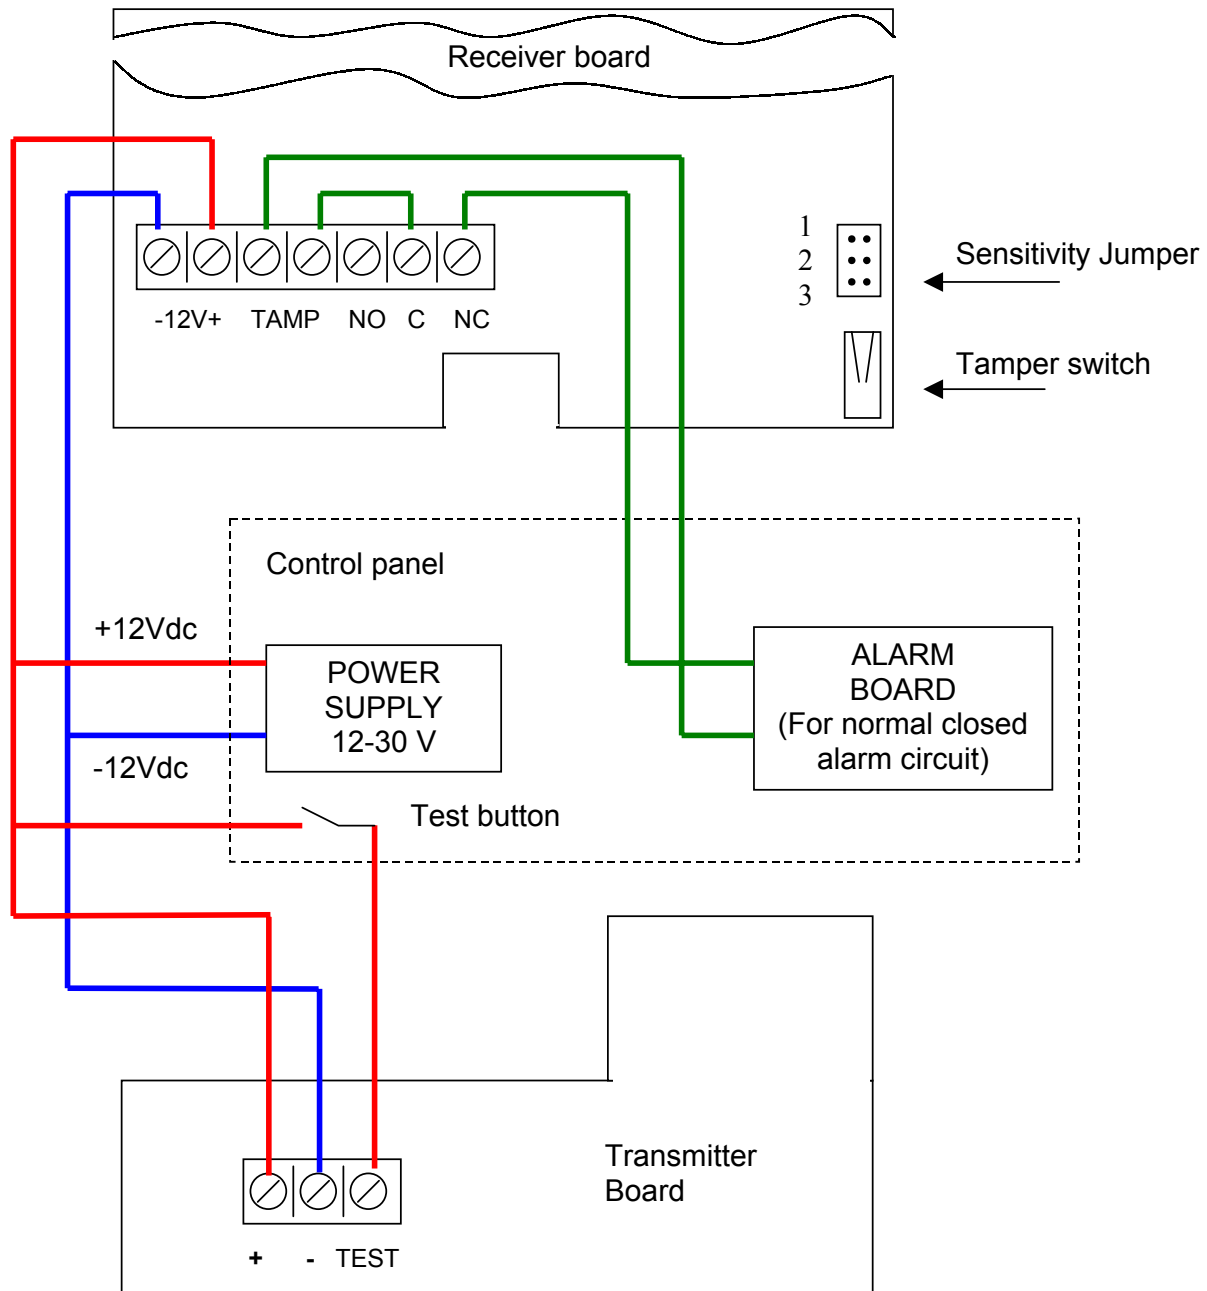 Receiver board
1
2
3
Sensitivity Jumper
-12V+ TAMP NO C NC
Tamper switch
Control panel
+12Vdc
POWER
SUPPLY
12-30 V
-12Vdc
ALARM
BOARD
(For normal closed
alarm circuit)
Test button
Transmitter
Board
+ - TEST